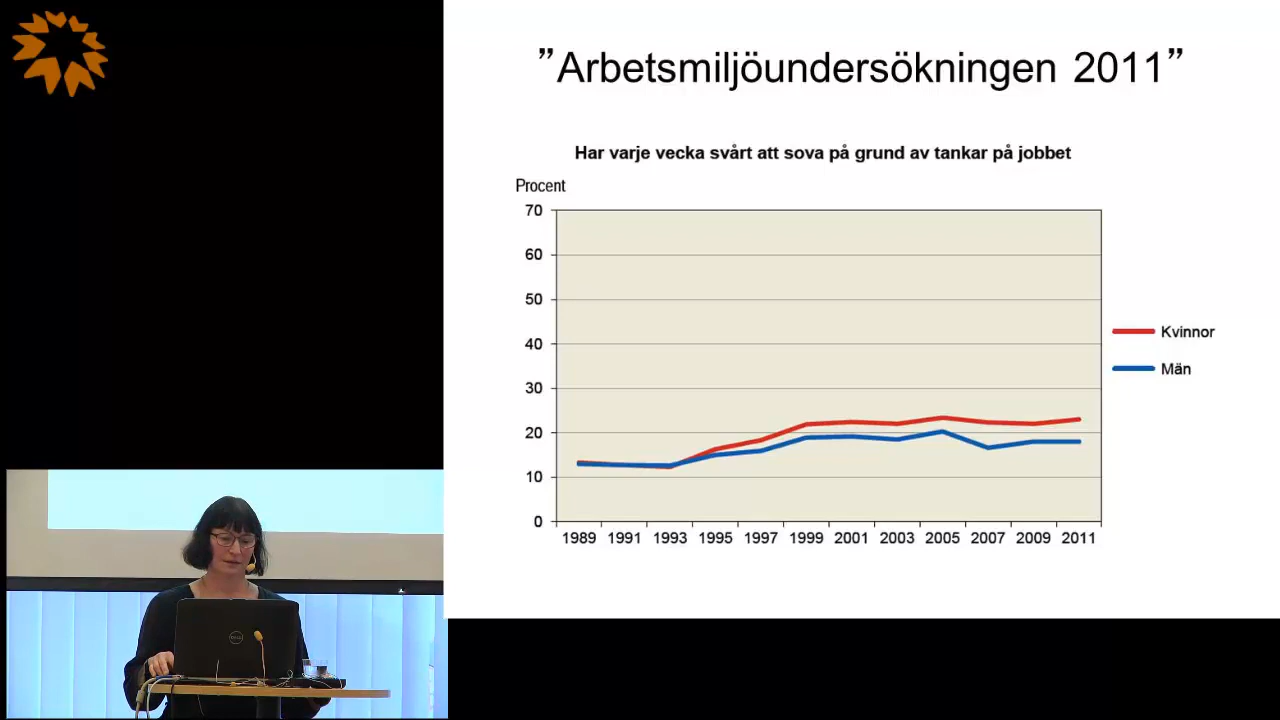 ”Arbetsmiljöundersökningen 2011”
Har varje vecka svårt att sova på grund av tankar på jobbet
Procent
70
60
50
40
30
20
10
0
1989 1991 1993 1995 1997 1999 2001 2003 2005 2007 2009 2011
Kvinnor
Män
DELL